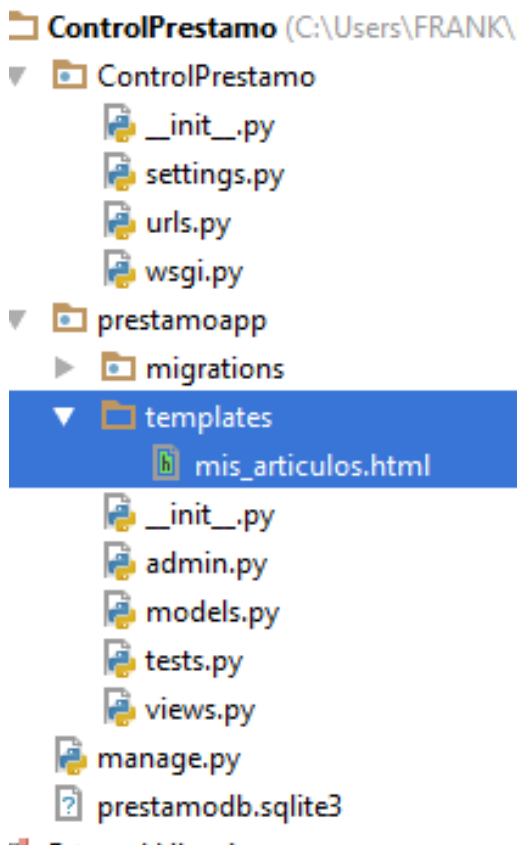 ControlPrestamo (C:\Users\FRANK\
ControlPrestamo
__init__.py
settings.py
urls.py
wsgi.py
prestamoapp
migrations
templates
mis_articulos.html
__init__.py
admin.py
models.py
tests.py
views.py
manage.py
prestamodb.sqlite3